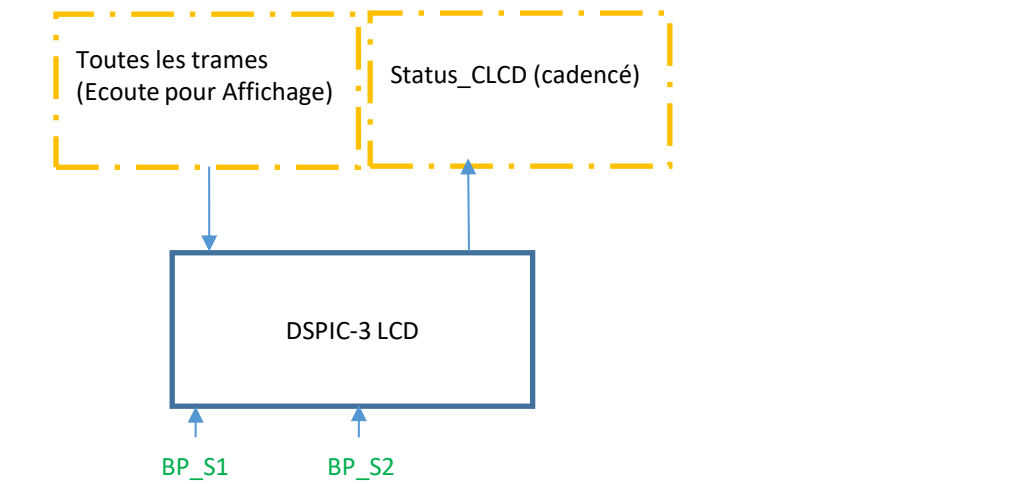 Toutes les trames
(Ecoute pour Affichage)
Status_CLCD (cadencé)
DSPIC-3 LCD
BP_S1
BP_S2